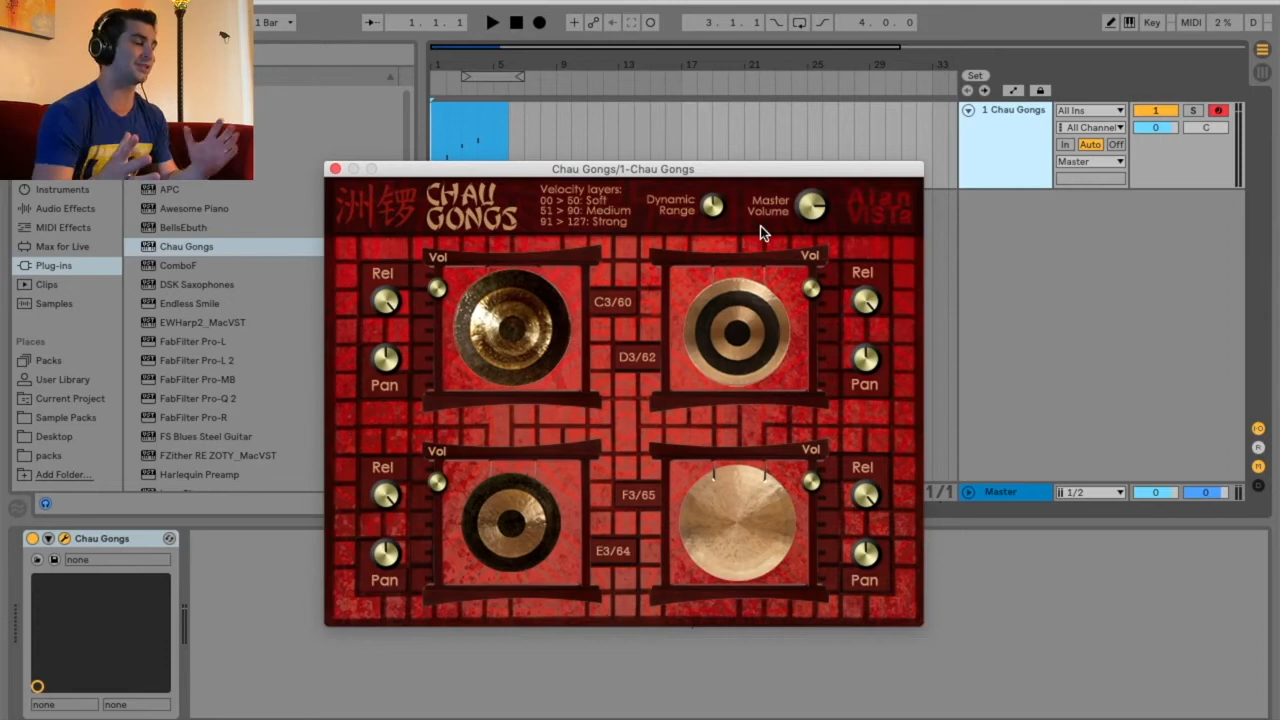 1 Bar
1. 1. 1
3. 1. 1
4. 0. 0
Key
MIDI
2 %
D
1
5
9
13
17
21
25
29
33
Set
1 Chau Gongs
All Ins
1
S
All Channel
0
C
In
Auto
Off
Master
Chau Gongs/1-Chau Gongs
洲锣
CHAU
GONGS
Velocity layers:
00 > 50: Soft
51 > 90: Medium
91 > 127: Strong
Dynamic
Range
Master
Volume
Alan
ViSTa
Instruments
Audio Effects
MIDI Effects
Max for Live
Plug-ins
Clips
Samples
Places
Packs
User Library
Current Project
Sample Packs
Desktop
packs
Add Folder...
APC
Awesome Piano
BellsEbuth
Chau Gongs
ComboF
DSK Saxophones
Endless Smile
EWHarp2_MacVST
FabFilter Pro-L
FabFilter Pro-L 2
FabFilter Pro-MB
FabFilter Pro-Q 2
FabFilter Pro-R
FS Blues Steel Guitar
FZither RE ZOTY_MacVST
Harlequin Preamp
Vol
Vol
Rel
Rel
C3/60
D3/62
Pan
Pan
Vol
Vol
Rel
Rel
F3/65
E3/64
Pan
Pan
1/1
Master
1/2
0
0
Chau Gongs
none
none
none